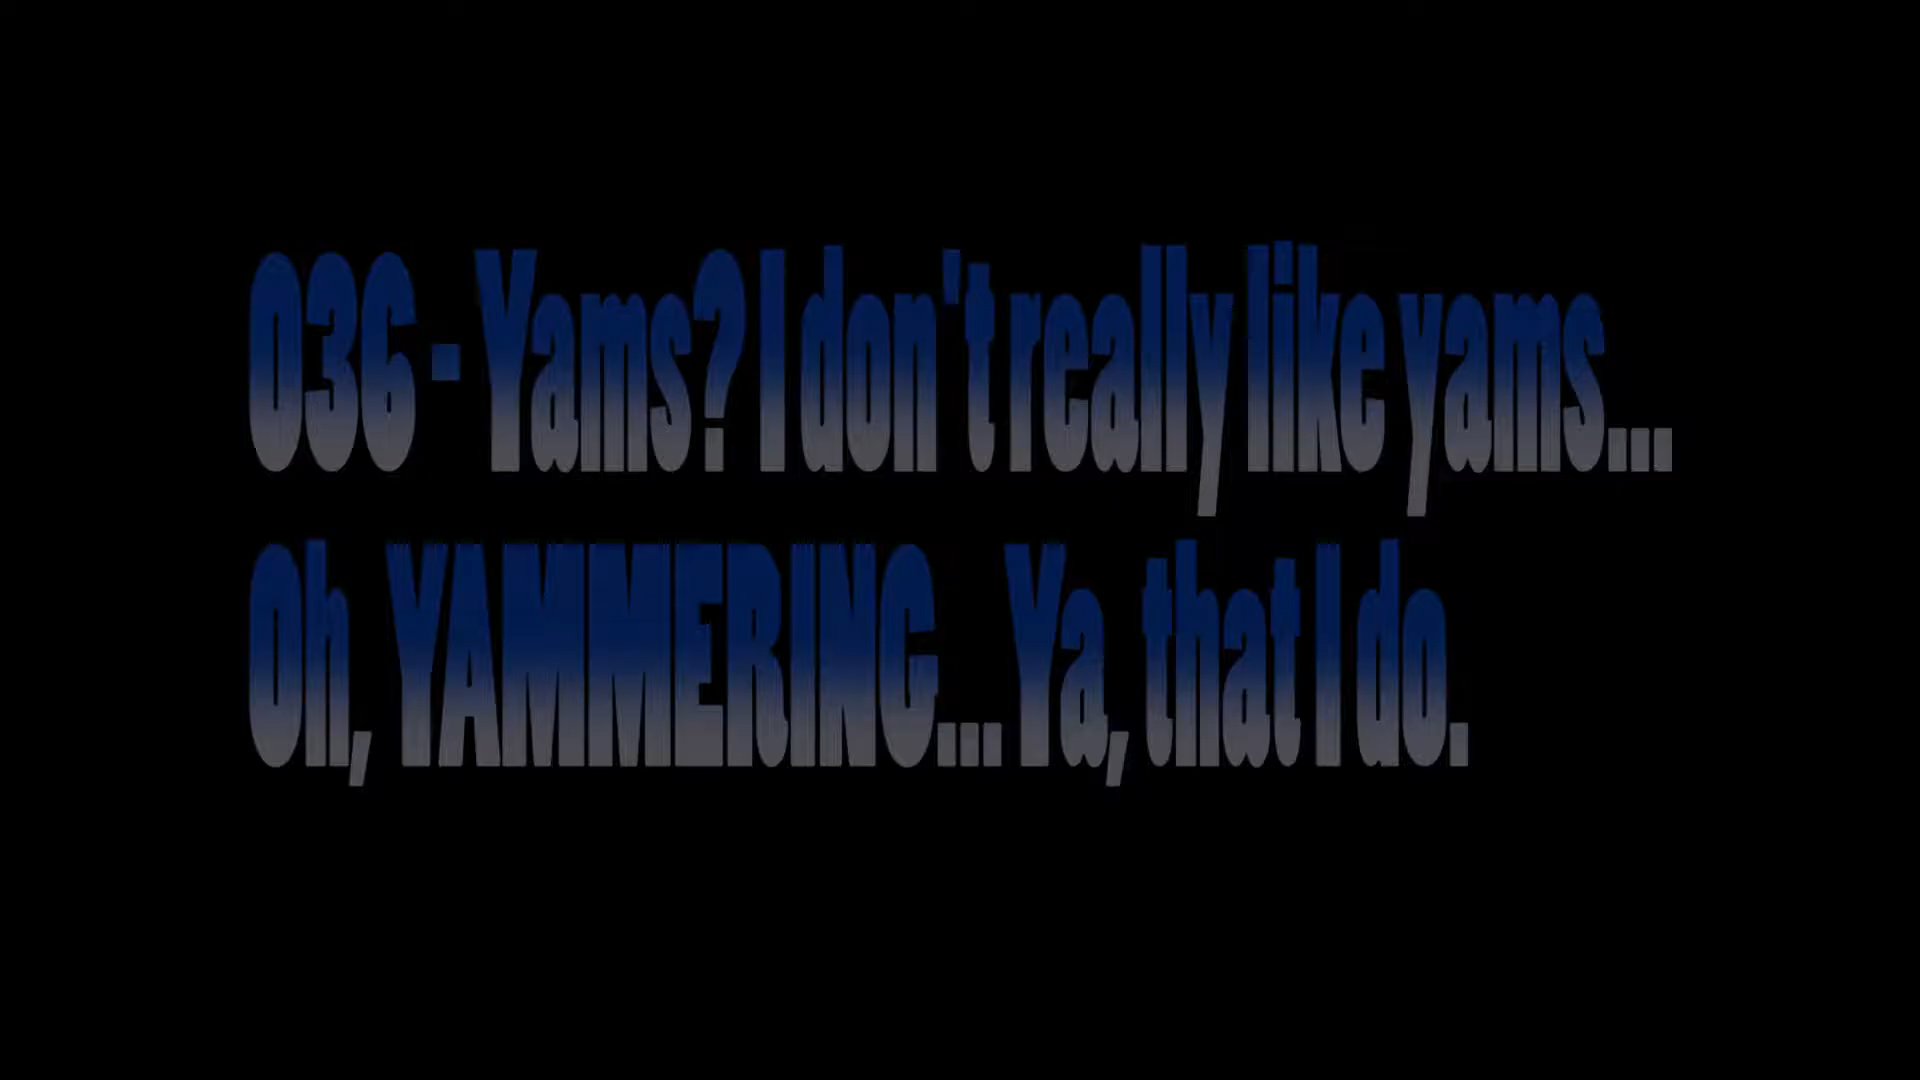 036 - Yams? I don't really like yams...
Oh, YAMMERING... Ya, that I do.